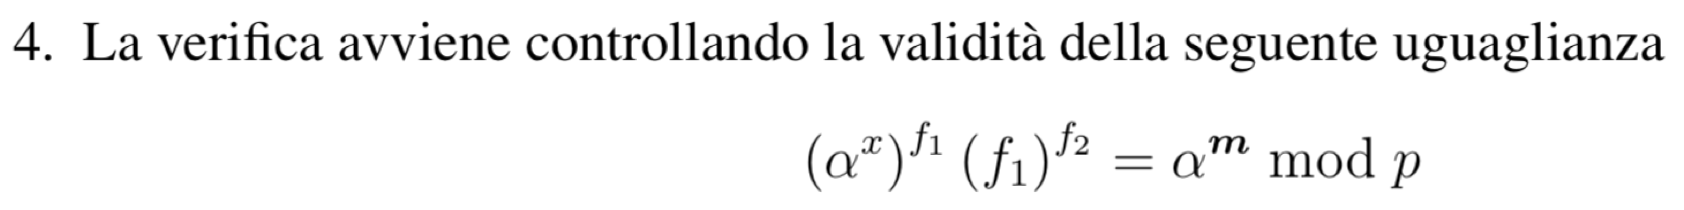 4. La verifica avviene controllando la validità della seguente uguaglianza
(α^x)^{f_1} (f_1)^{f_2} = α^m mod p